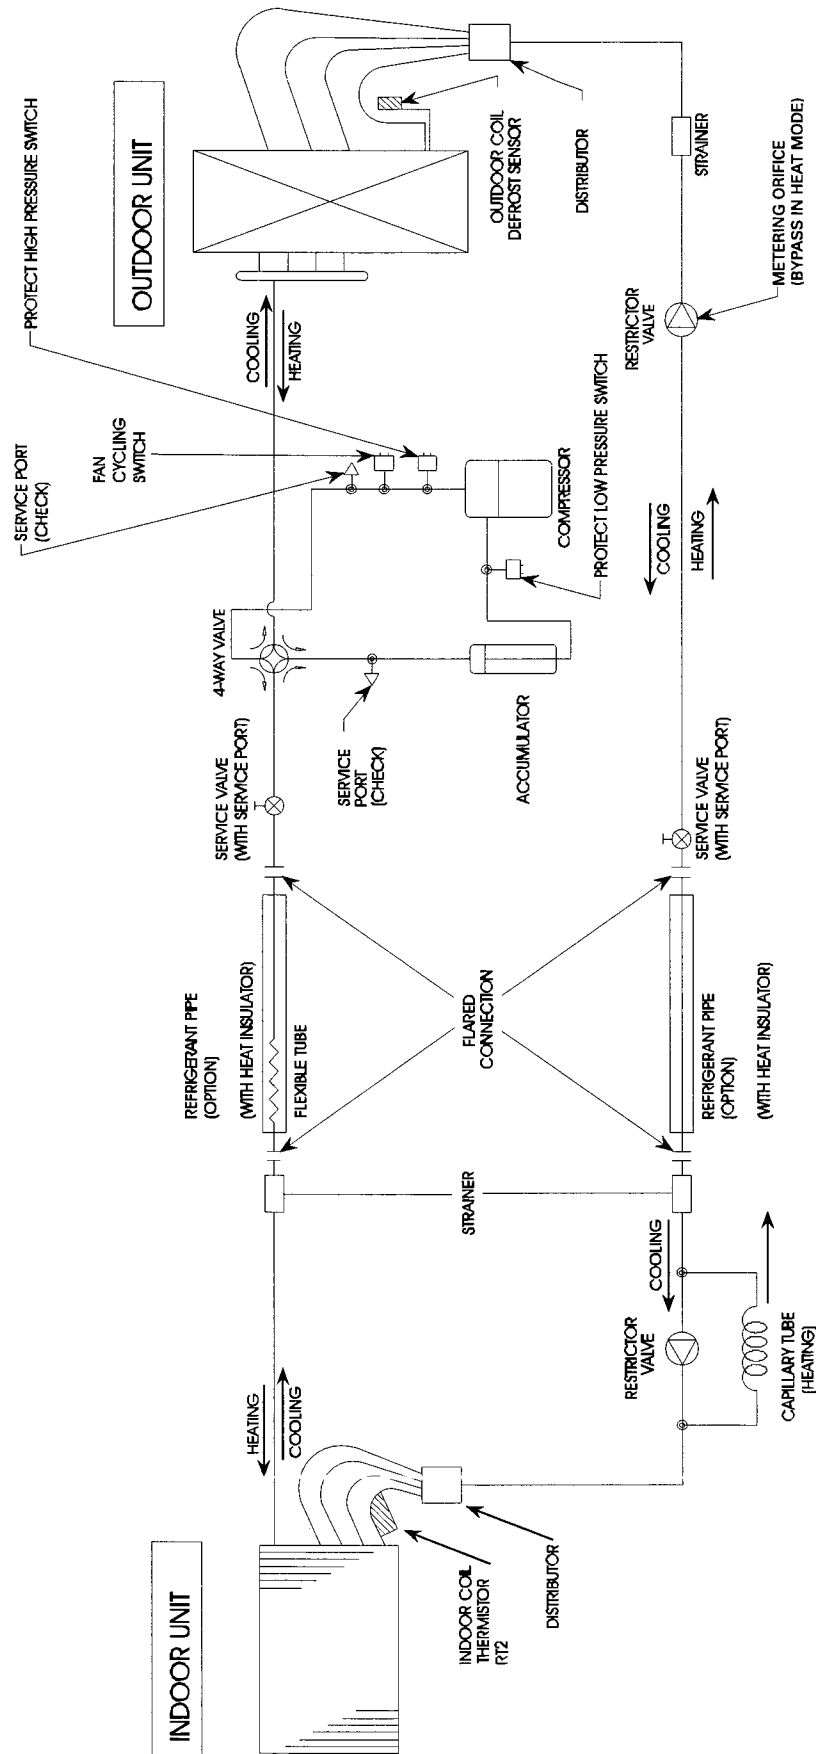 INDOOR UNIT
OUTDOOR UNIT
PROTECT HIGH PRESSURE SWITCH
SERVICE PORT
(CHECK)
FAN
CYCLING
SWITCH
4-WAY VALVE
SERVICE VALVE
(WITH SERVICE PORT)
REFRIGERANT PIPE
(OPTION)
(WITH HEAT INSULATOR)
FLEXIBLE TUBE
HEATING
COOLING
COOLING
HEATING
SERVICE
PORT
(CHECK)
ACCUMULATOR
COMPRESSOR
PROTECT LOW PRESSURE SWITCH
OUTDOOR COIL
DEFROST SENSOR
DISTRIBUTOR
STRAINER
FLARED
CONNECTION
INDOOR COIL
THERMISTOR
RT2
DISTRIBUTOR
RESTRICTOR
VALVE
COOLING
CAPILLARY TUBE
(HEATING)
REFRIGERANT PIPE
(OPTION)
(WITH HEAT INSULATOR)
SERVICE VALVE
(WITH SERVICE PORT)
COOLING
HEATING
RESTRICTOR
VALVE
STRAINER
METERING ORIFICE
(BYPASS IN HEAT MODE)